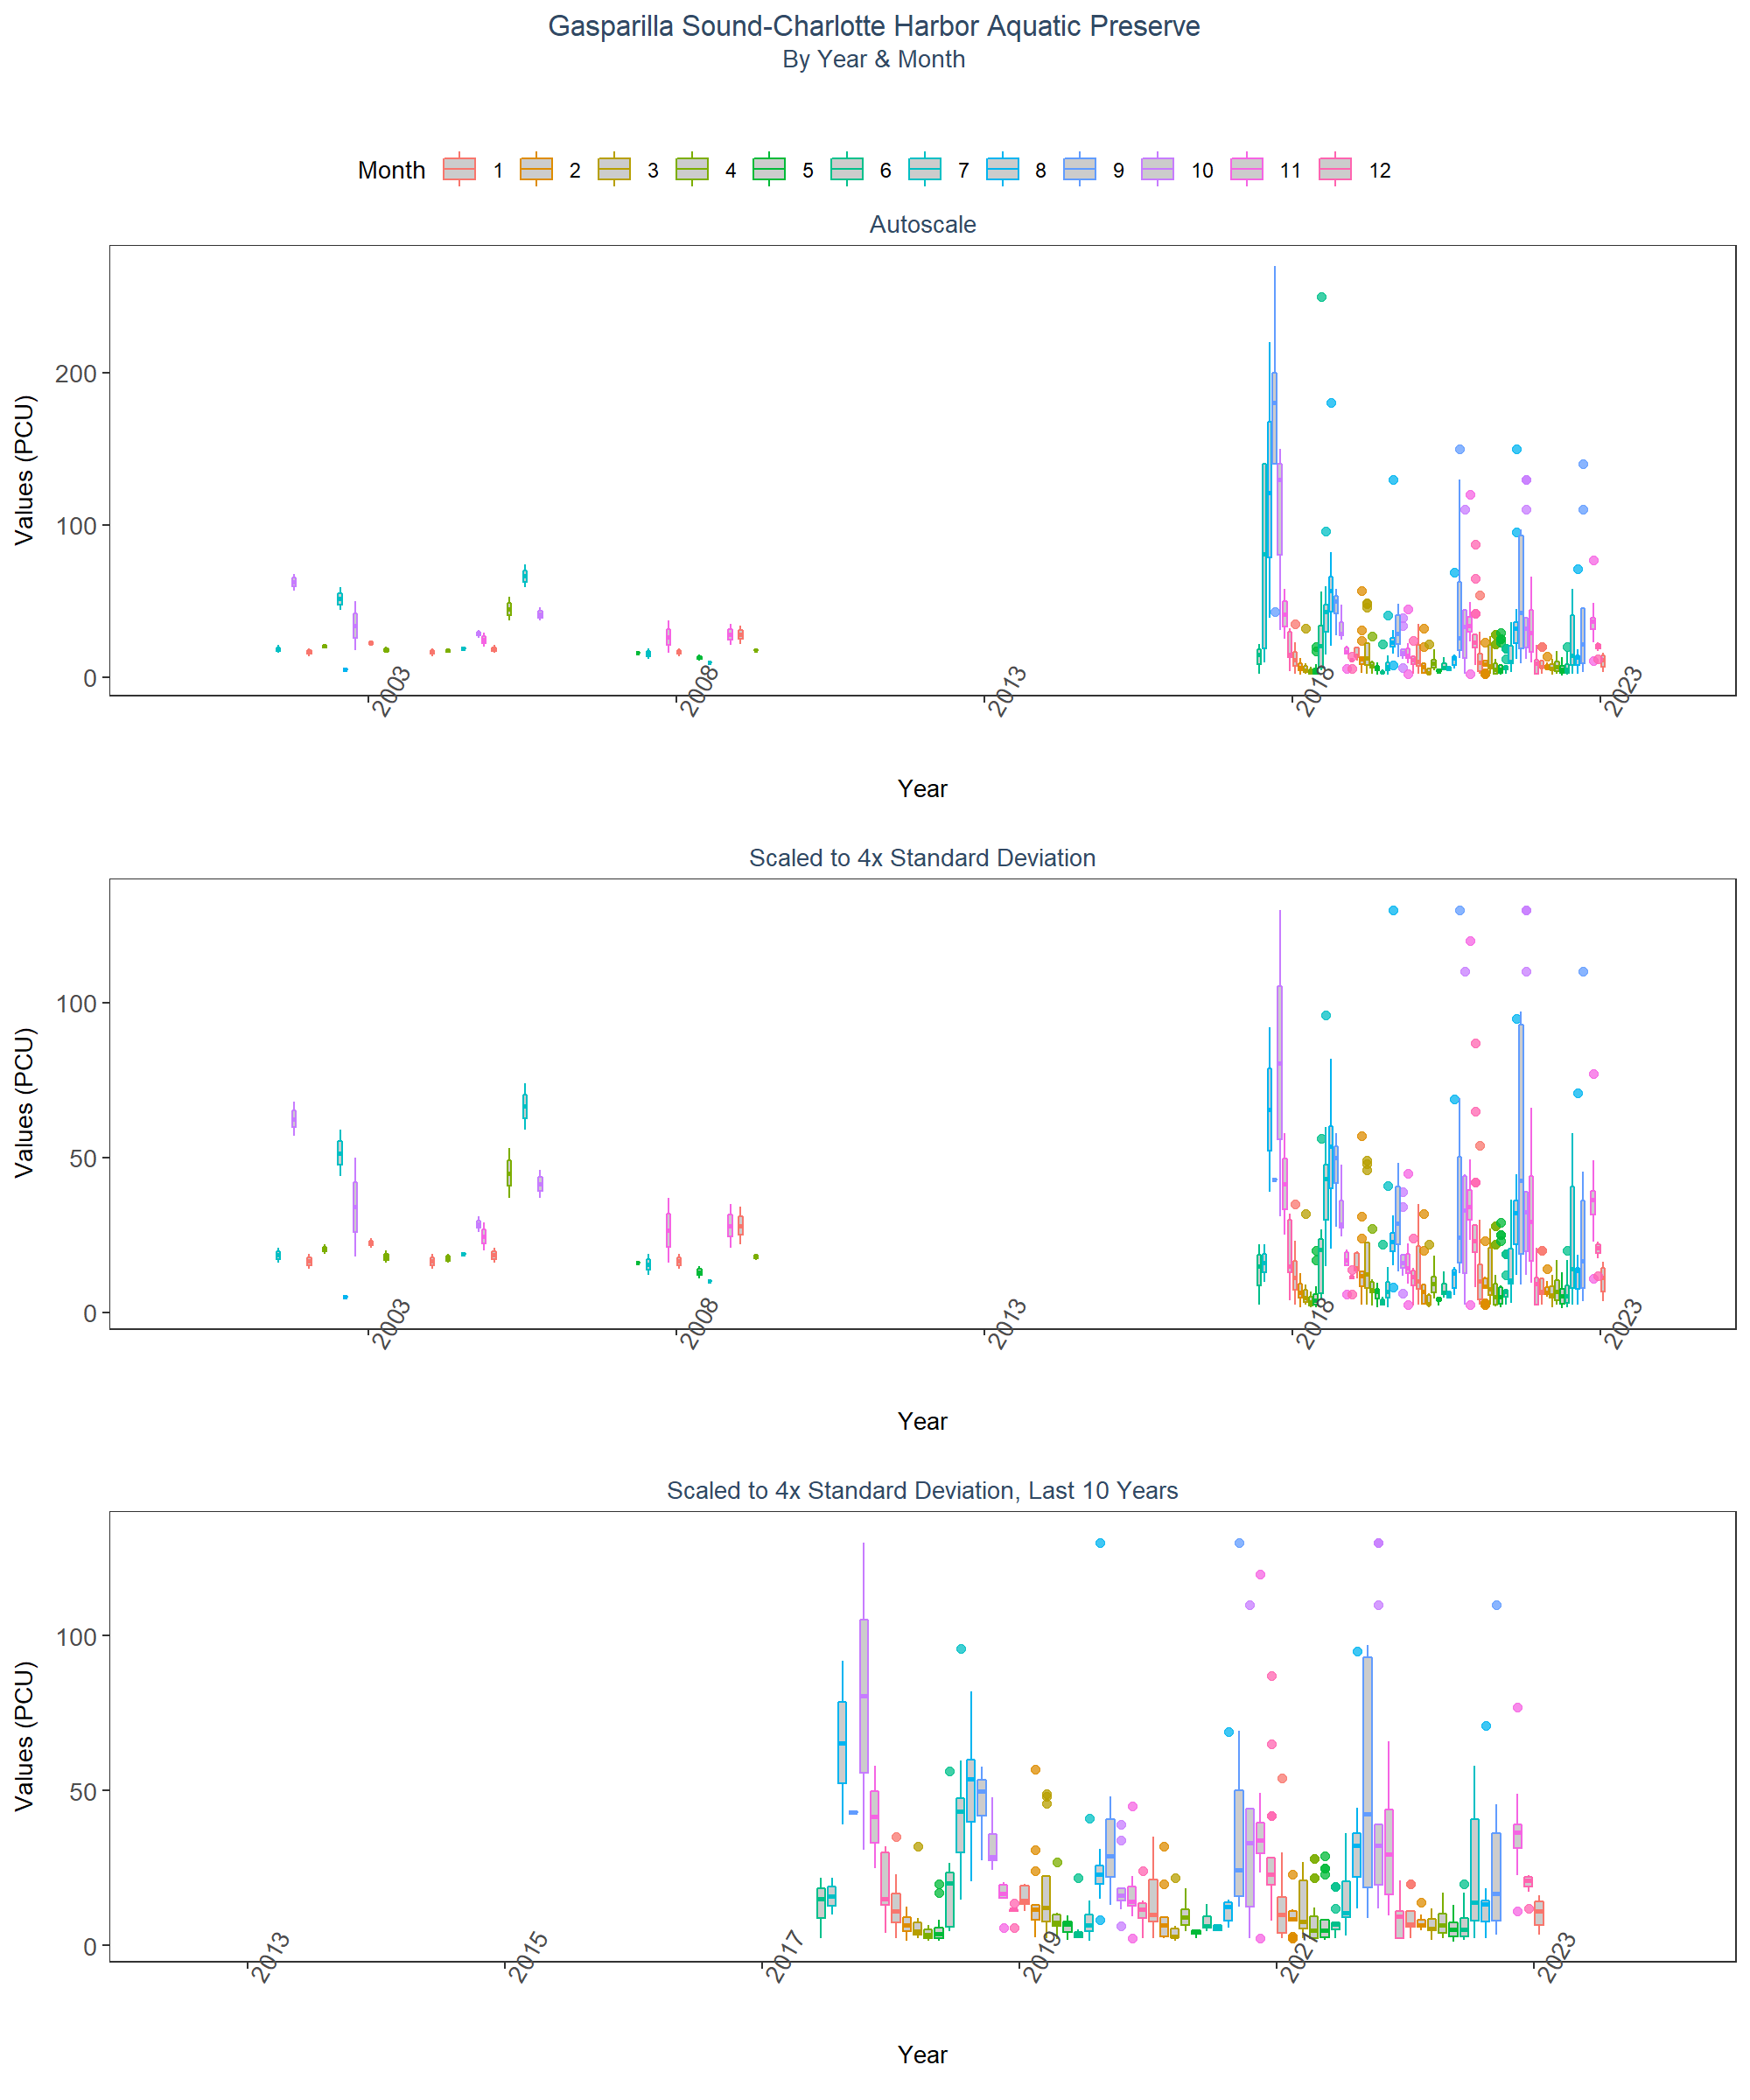 Gasparilla Sound-Charlotte Harbor Aquatic Preserve
By Year & Month
Month 1 2 3 4 5 6 7 8 9 10 11 12
Autoscale
Values (PCU)
200
100
0
2003 2008 2013 2018 2023
Year
Scaled to 4x Standard Deviation
Values (PCU)
100
50
0
2003 2008 2013 2018 2023
Year
Scaled to 4x Standard Deviation, Last 10 Years
Values (PCU)
100
50
0
2013 2015 2017 2019 2021 2023
Year